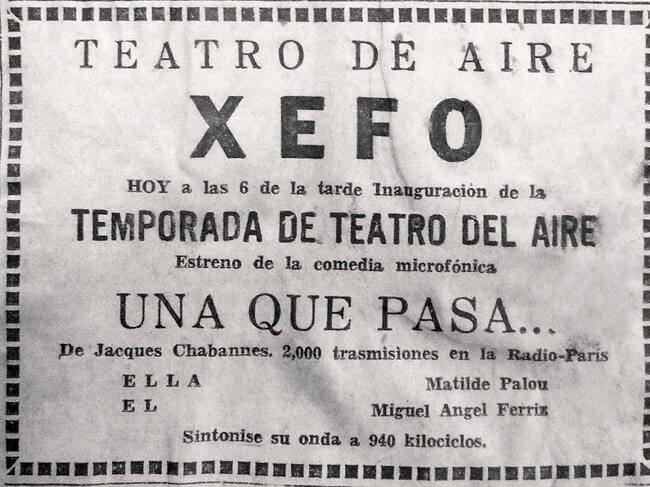 TEATRO DE AIRE
XEFO
HOY a las 6 de la tarde Inauguración de la
TEMPORADA DE TEATRO DEL AIRE
Estreno de la comedia microfónica
UNA QUE PASA...
De Jacques Chabannes. 2,000 trasmisiones en la Radio-París
ELLA Matilde Palou
EL Miguel Angel Ferriz
Sintonise su onda a 940 kilociclos.